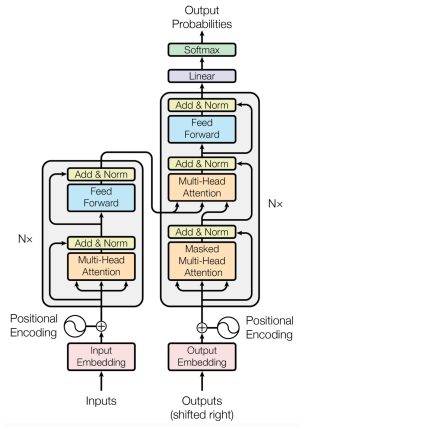 Output
Probabilities
Softmax
Linear
Add & Norm
Feed
Forward
Add & Norm
Multi-Head
Attention
Nx
Add & Norm
Masked
Multi-Head
Attention
Add & Norm
Feed
Forward
Nx
Add & Norm
Multi-Head
Attention
Positional
Encoding
Positional
Encoding
Input
Embedding
Output
Embedding
Inputs
Outputs
(shifted right)